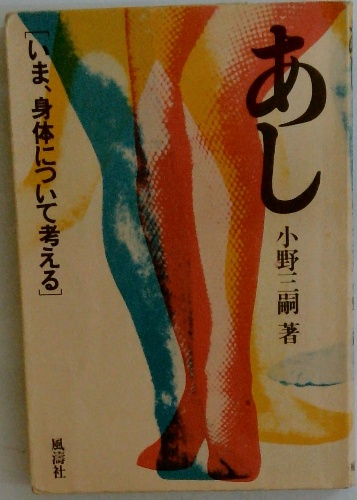 あし
小野三嗣 著
[いま、身体について考える]
風濤社